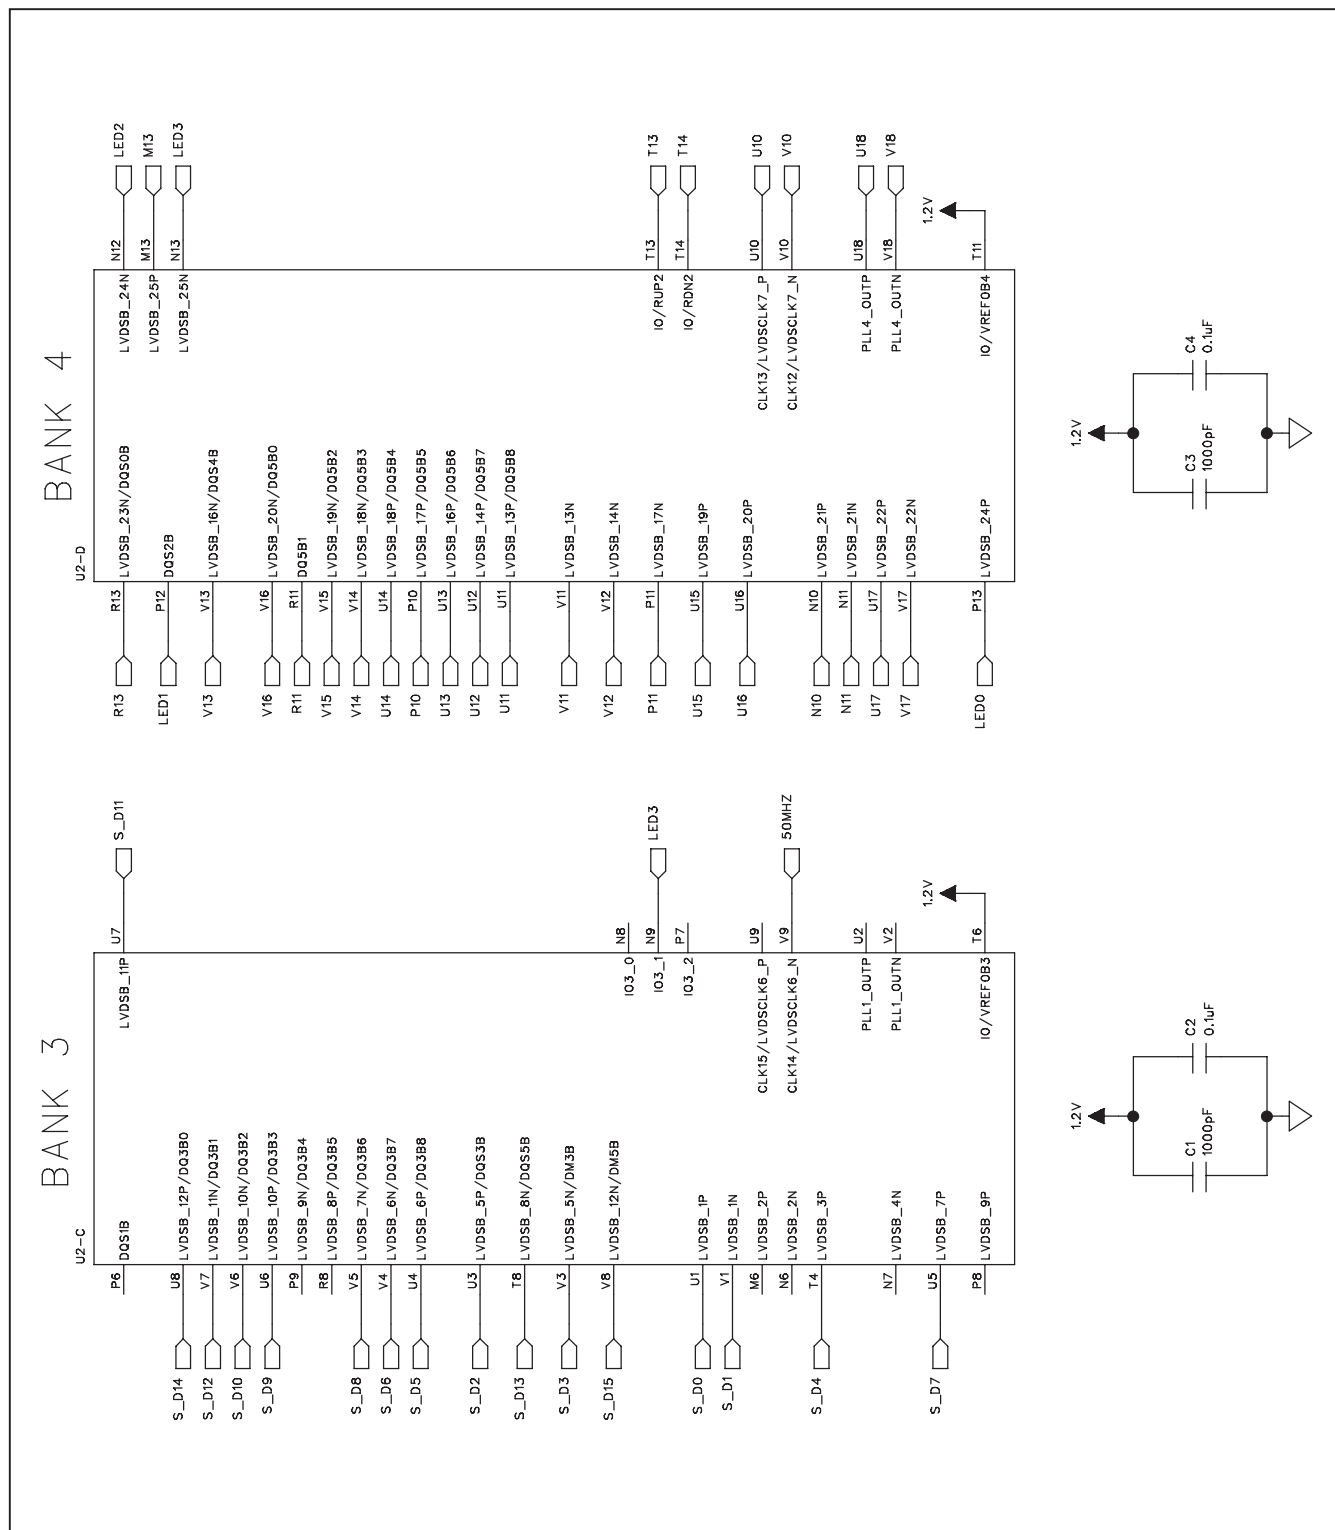 BANK 3
U2-C
P6 DQS1B
LVDSB_11P U7 S_D11
S_D14 U8 LVDSB_12P/DQ3B0
S_D12 V7 LVDSB_11N/DQ3B1
S_D10 V6 LVDSB_10N/DQ3B2
S_D9 U6 LVDSB_10P/DQ3B3
P9 LVDSB_9N/DQ3B4
R8 LVDSB_8P/DQ3B5
S_D8 V5 LVDSB_7N/DQ3B6
S_D6 V4 LVDSB_6N/DQ3B7
S_D5 U4 LVDSB_6P/DQ3B8
S_D2 U3 LVDSB_5P/DQS3B
S_D13 T8 LVDSB_8N/DQS5B
S_D3 V3 LVDSB_5N/DM3B
S_D15 V8 LVDSB_12N/DM5B
IO3_0 N8
IO3_1 N9 LED3
IO3_2 P7
S_D0 U1 LVDSB_1P
S_D1 V1 LVDSB_1N
M6 LVDSB_2P
CLK15/LVDSCLK6_P U9
N6 LVDSB_2N
CLK14/LVDSCLK6_N V9 50MHZ
S_D4 T4 LVDSB_3P
PLL1_OUTP U2
N7 LVDSB_4N
PLL1_OUTN V2
S_D7 U5 LVDSB_7P
1.2V
P8 LVDSB_9P
IO/VREF0B3 T6
1.2V
C1
1000pF
C2
0.1uF
BANK 4
U2-D
R13 R13 LVDSB_23N/DQS0B
LVDSB_24N N12 LED2
LVDSB_25P M13 M13
LED1 P12 DQS2B
LVDSB_25N N13 LED3
V13 V13 LVDSB_16N/DQS4B
V16 V16 LVDSB_20N/DQ5B0
R11 R11 DQ5B1
V15 V15 LVDSB_19N/DQ5B2
V14 V14 LVDSB_18N/DQ5B3
U14 U14 LVDSB_18P/DQ5B4
P10 P10 LVDSB_17P/DQ5B5
U13 U13 LVDSB_16P/DQ5B6
U12 U12 LVDSB_14P/DQ5B7
U11 U11 LVDSB_13P/DQ5B8
V11 V11 LVDSB_13N
V12 V12 LVDSB_14N
P11 P11 LVDSB_17N
IO/RUP2 T13 T13
IO/RDN2 T14 T14
U15 U15 LVDSB_19P
U16 U16 LVDSB_20P
CLK13/LVDSCLK7_P U10 U10
CLK12/LVDSCLK7_N V10 V10
N10 N10 LVDSB_21P
N11 N11 LVDSB_21N
PLL4_OUTP U18 U18
U17 U17 LVDSB_22P
PLL4_OUTN V18 V18
V17 V17 LVDSB_22N
1.2V
LED0 P13 LVDSB_24P
IO/VREF0B4 T11
1.2V
C3
1000pF
C4
0.1uF